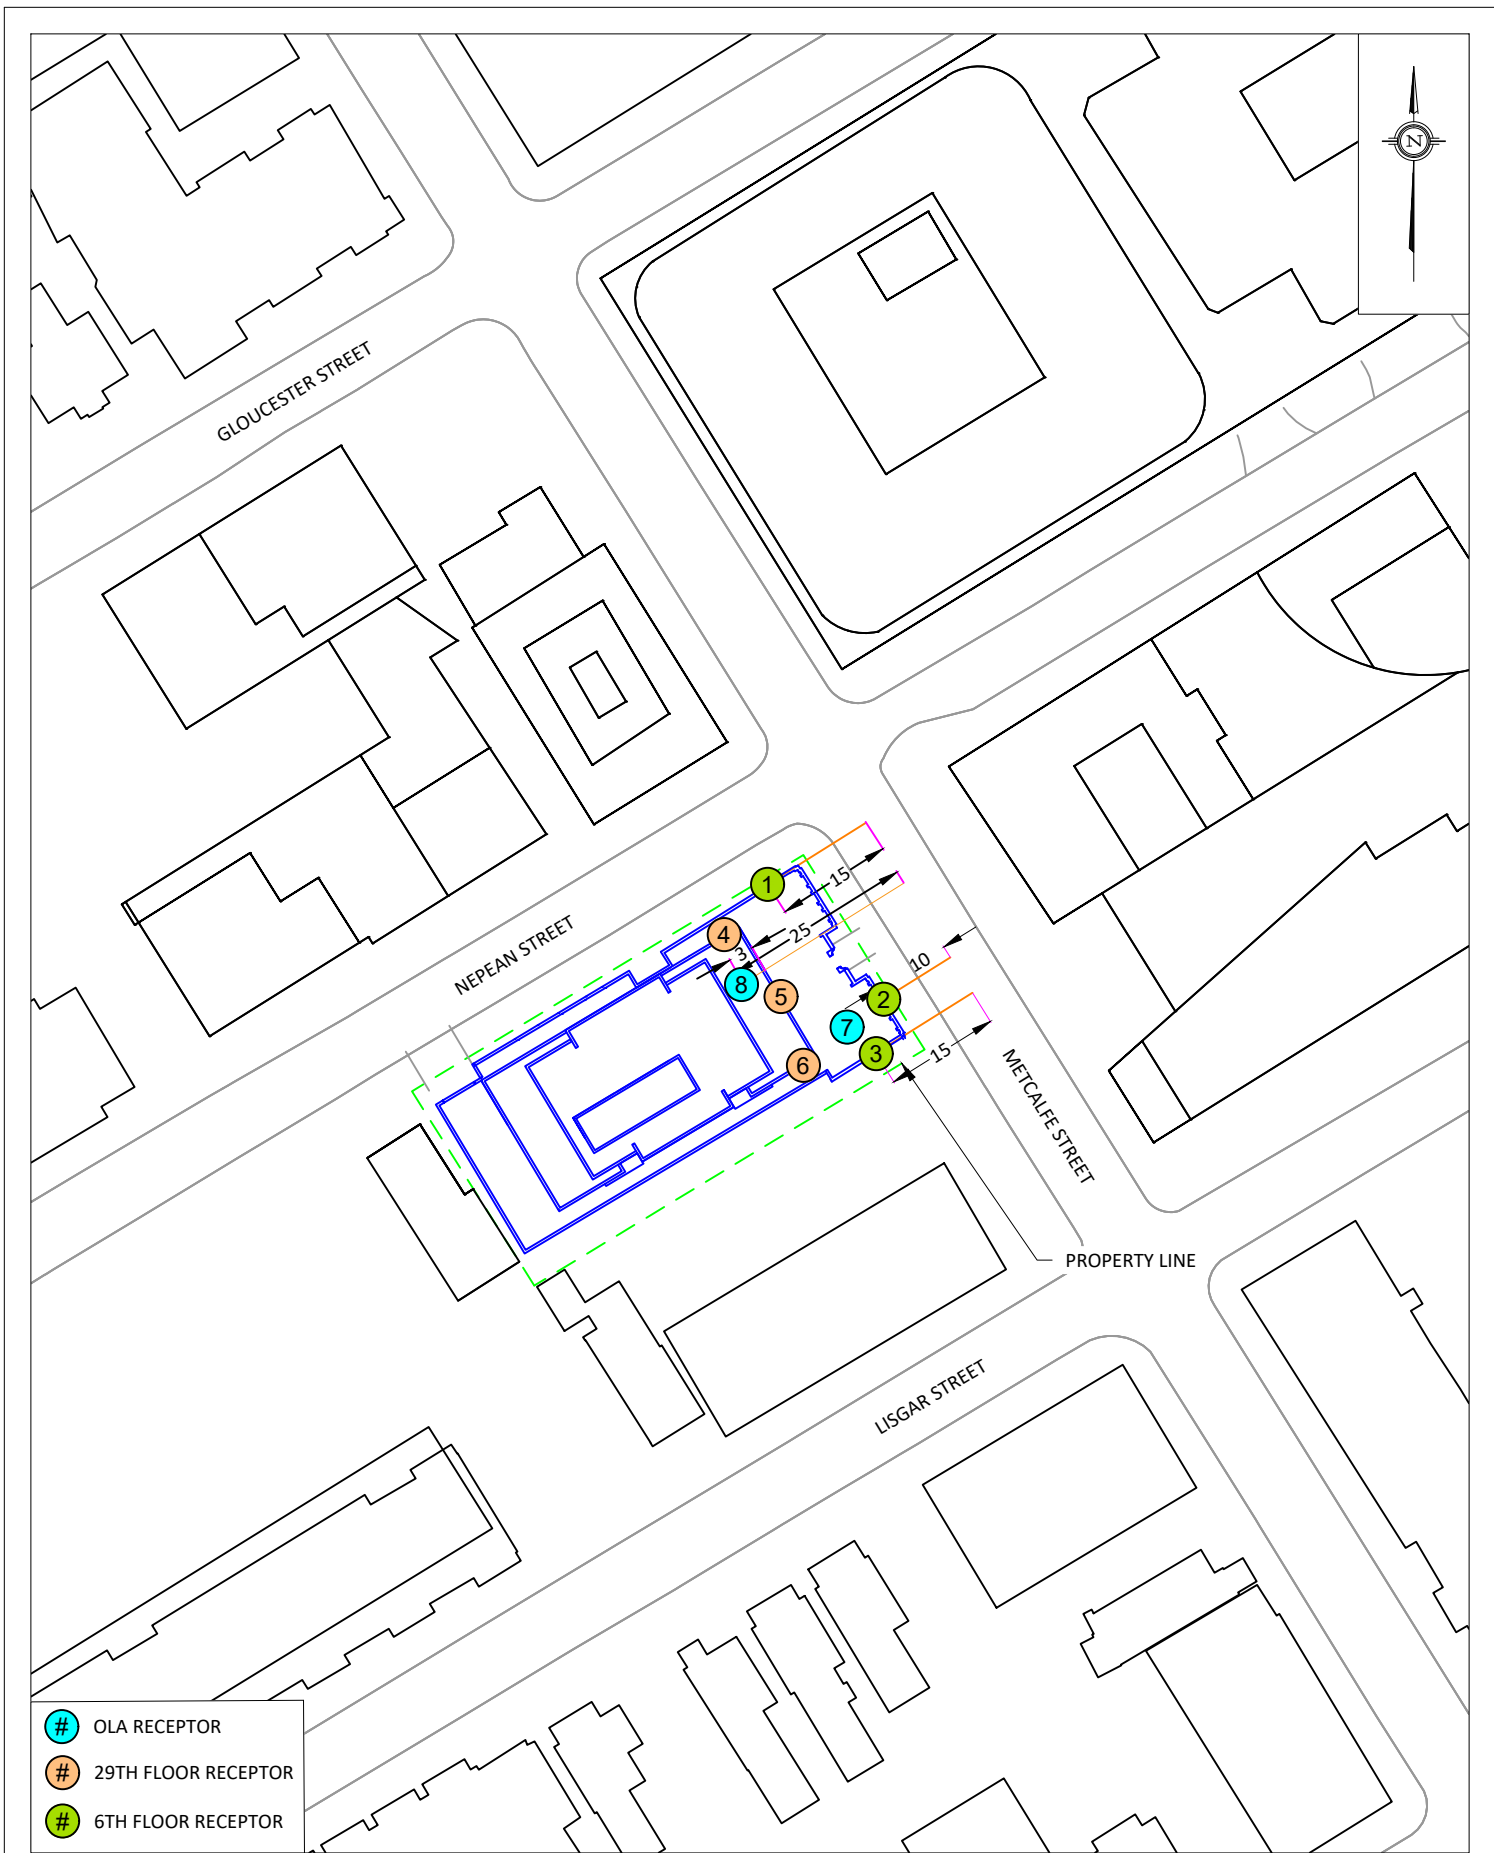 N
GLOUCESTER STREET
NEPEAN STREET
1
15
4
25
3
8
5
10
2
7
3
6
15
METCALFE STREET
PROPERTY LINE
LISGAR STREET
# OLA RECEPTOR
# 29TH FLOOR RECEPTOR
# 6TH FLOOR RECEPTOR